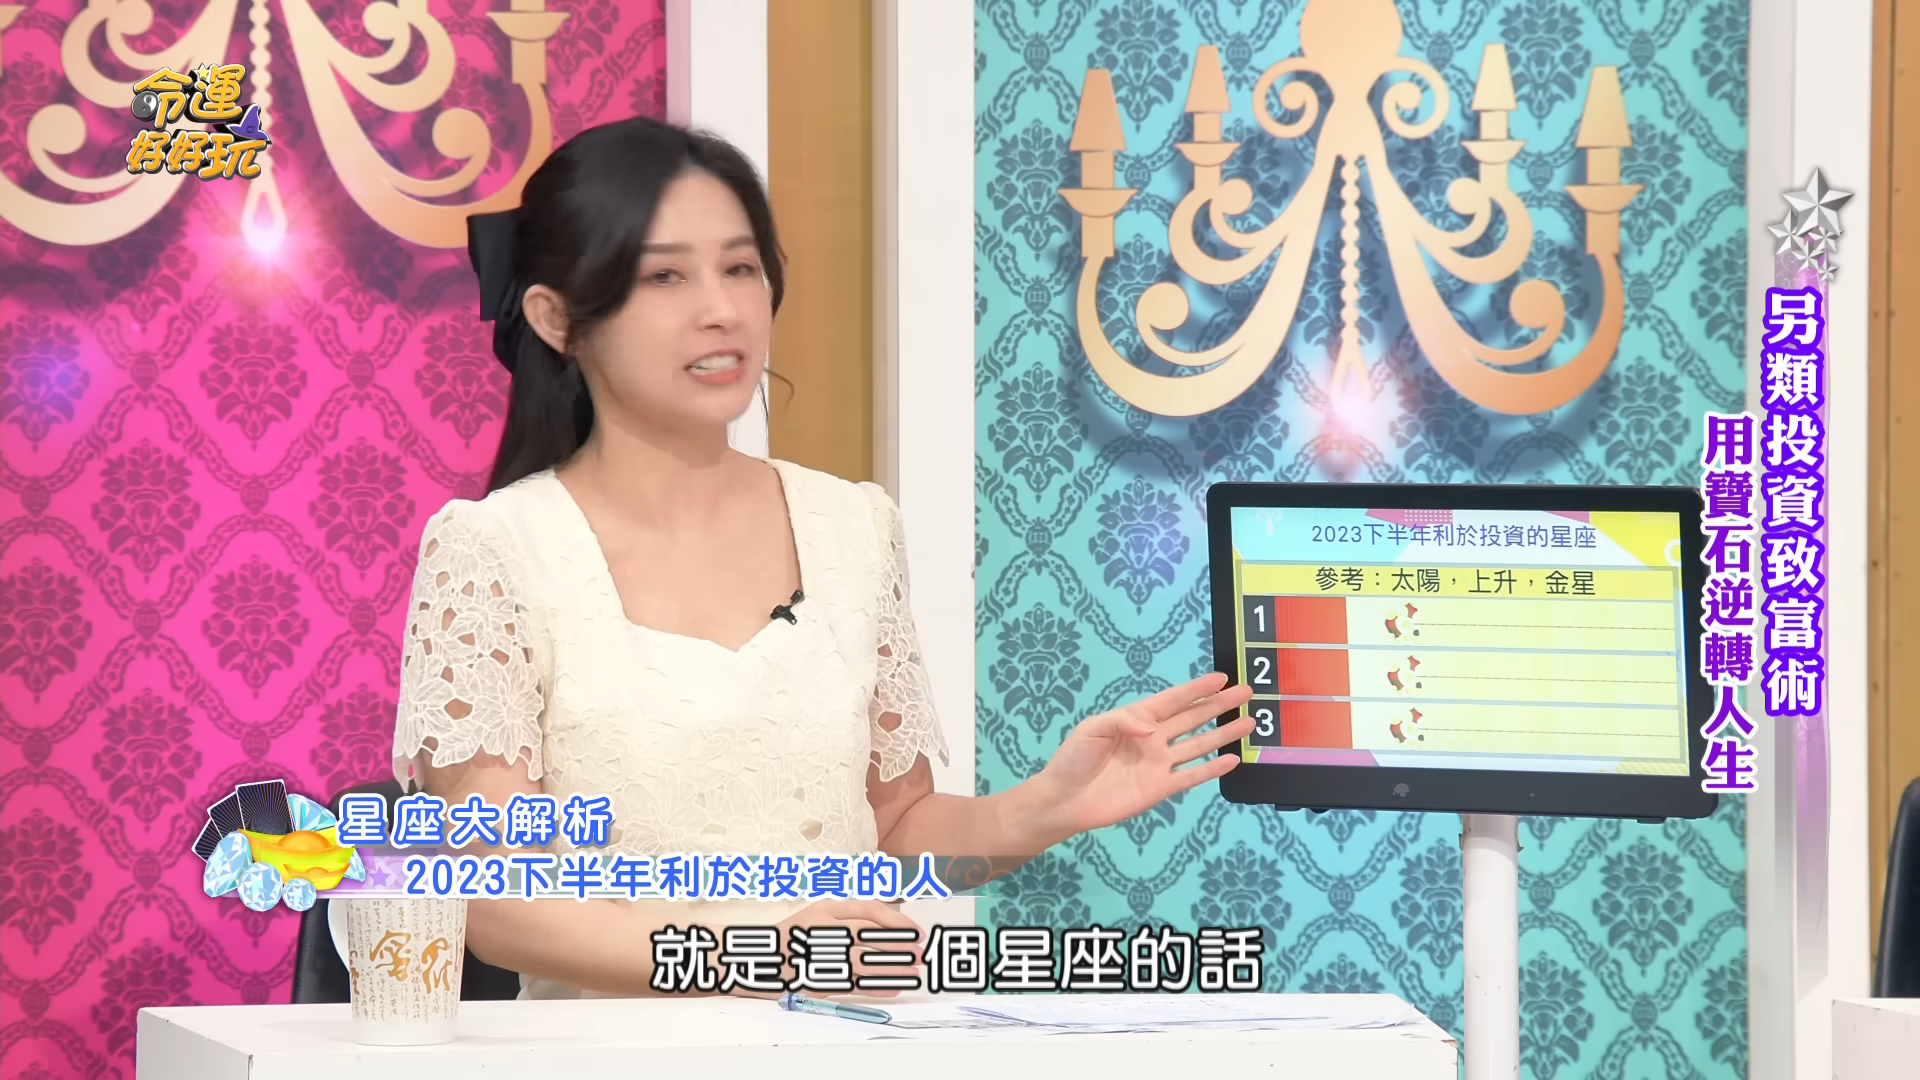 命運
好好玩
另類投資致富術
用寶石逆轉人生
2023下半年利於投資的星座
參考：太陽，上升，金星
1
2
3
星座大解析
2023下半年利於投資的人
就是這三個星座的話